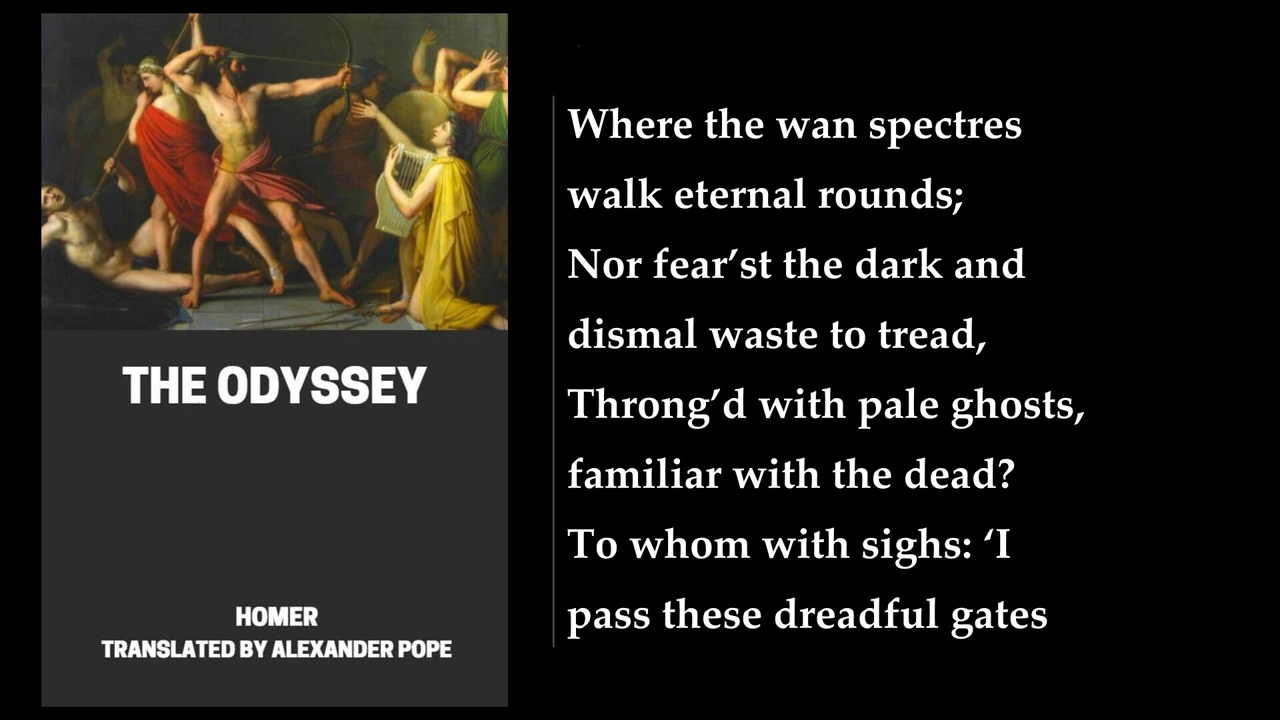 THE ODYSSEY
HOMER
TRANSLATED BY ALEXANDER POPE
Where the wan spectres
walk eternal rounds;
Nor fear’st the dark and
dismal waste to tread,
Throng’d with pale ghosts,
familiar with the dead?
To whom with sighs: ‘I
pass these dreadful gates